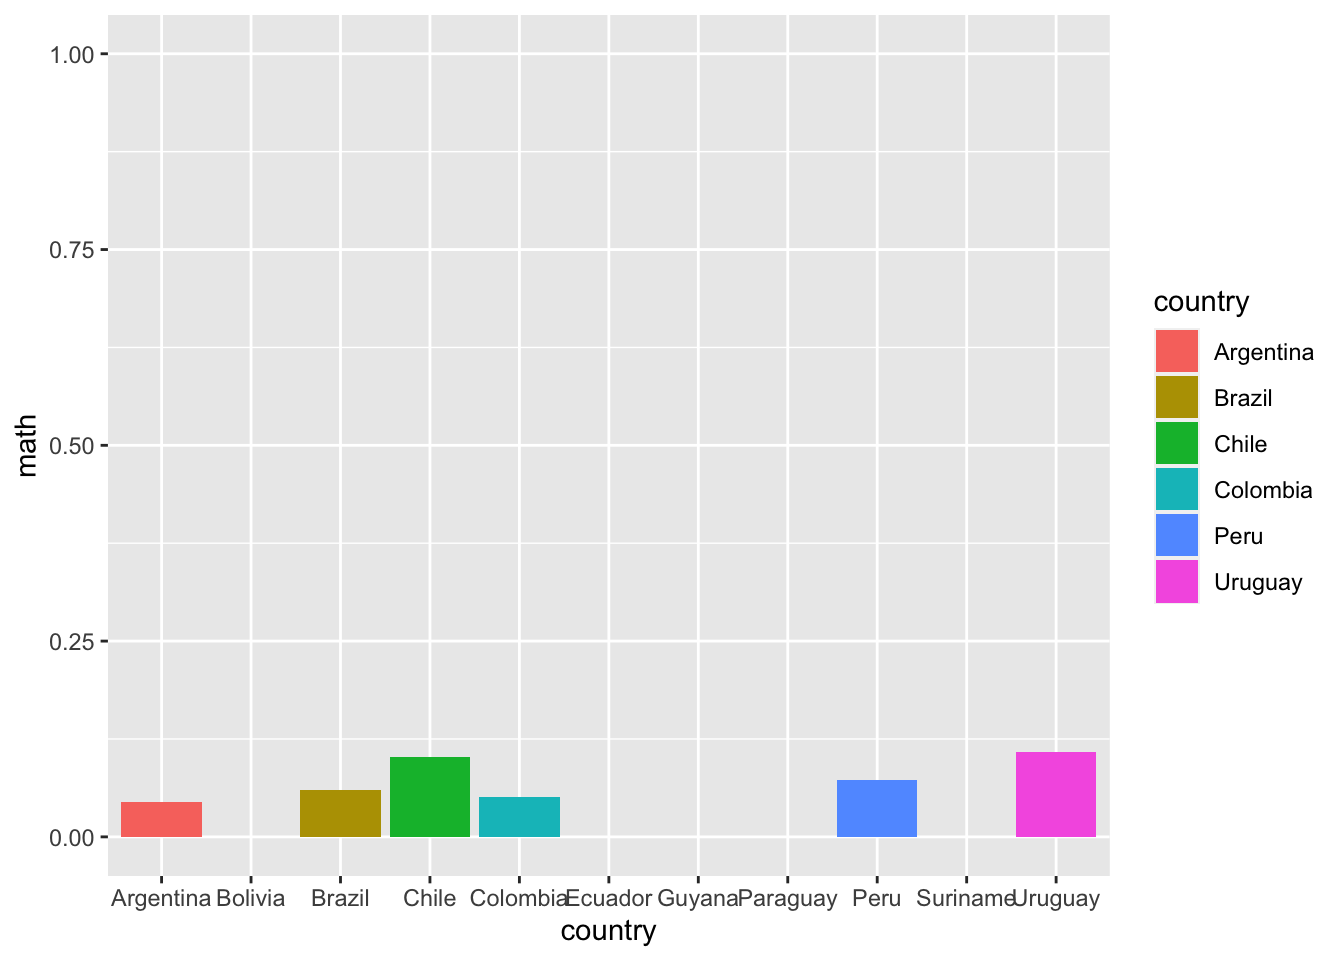 1.00
0.75
0.50
0.25
0.00
math
Argentina Bolivia Brazil Chile Colombia Ecuador Guyana Paraguay Peru Suriname Uruguay
country
country
Argentina
Brazil
Chile
Colombia
Peru
Uruguay